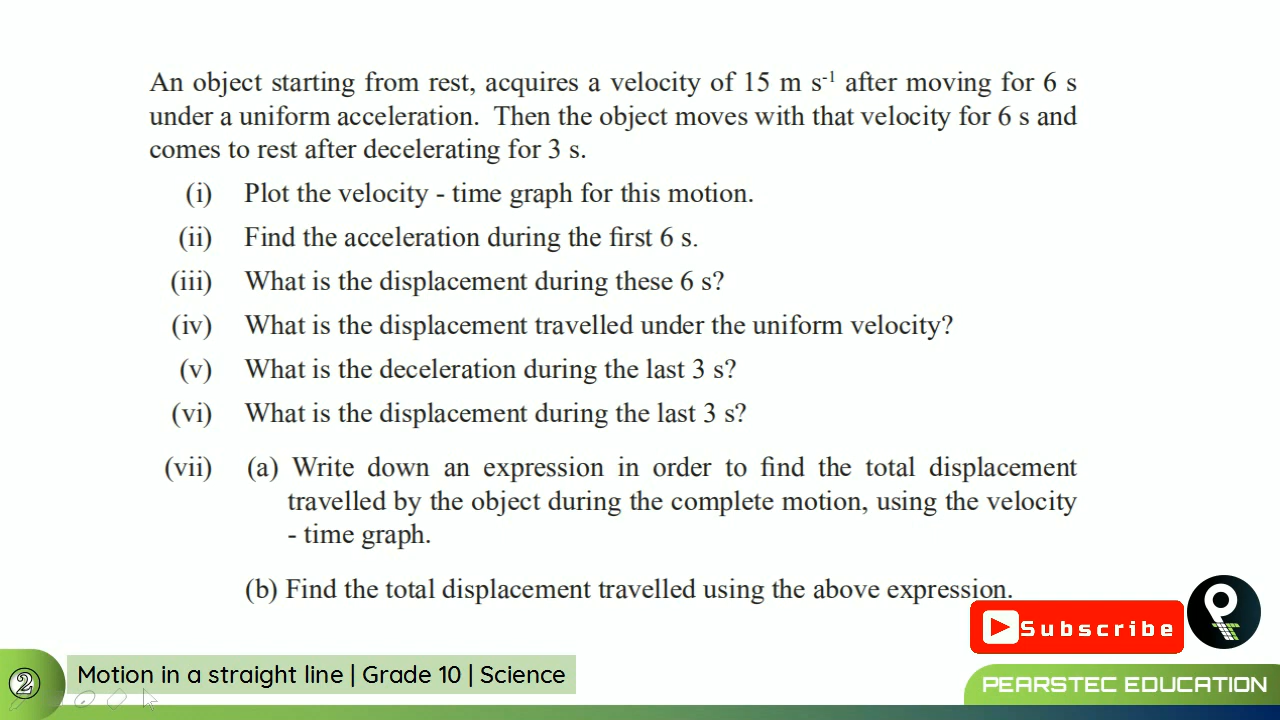 An object starting from rest, acquires a velocity of 15 m s⁻¹ after moving for 6 s
under a uniform acceleration. Then the object moves with that velocity for 6 s and
comes to rest after decelerating for 3 s.
(i) Plot the velocity - time graph for this motion.
(ii) Find the acceleration during the first 6 s.
(iii) What is the displacement during these 6 s?
(iv) What is the displacement travelled under the uniform velocity?
(v) What is the deceleration during the last 3 s?
(vi) What is the displacement during the last 3 s?
(vii) (a) Write down an expression in order to find the total displacement
travelled by the object during the complete motion, using the velocity
- time graph.
(b) Find the total displacement travelled using the above expression.
Subscribe
2
Motion in a straight line | Grade 10 | Science
PEARSTEC EDUCATION